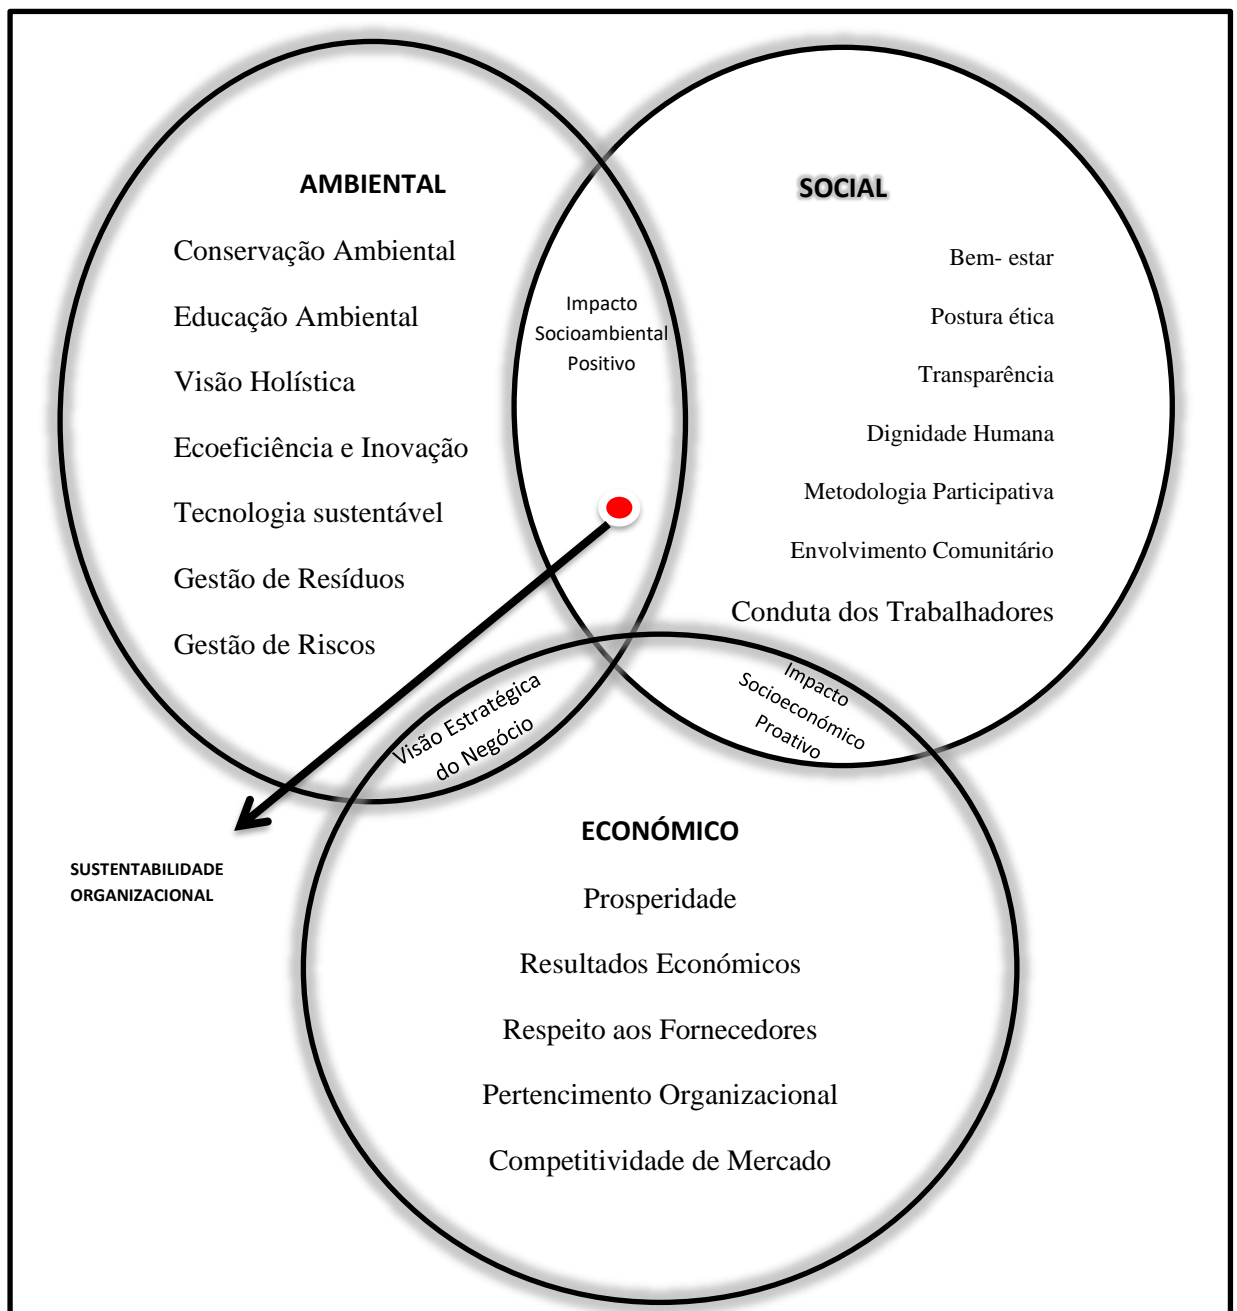 AMBIENTAL
Conservação Ambiental
Educação Ambiental
Visão Holística
Ecoeficiência e Inovação
Tecnologia sustentável
Gestão de Resíduos
Gestão de Riscos
Impacto
Socioambiental
Positivo
SOCIAL
Bem- estar
Postura ética
Transparência
Dignidade Humana
Metodologia Participativa
Envolvimento Comunitário
Conduta dos Trabalhadores
Visão Estratégica
do Negócio
Impacto
Socioeconómico
Proativo
SUSTENTABILIDADE
ORGANIZACIONAL
ECONÓMICO
Prosperidade
Resultados Económicos
Respeito aos Fornecedores
Pertencimento Organizacional
Competitividade de Mercado